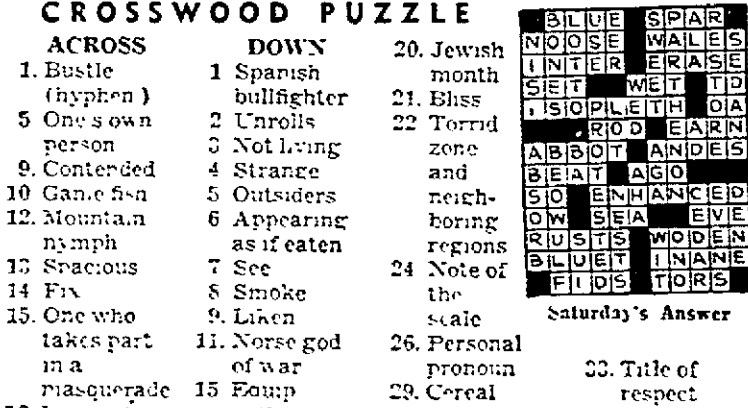 CROSSWOOD PUZZLE
ACROSS
1. Bustle
(hyphen)
5 One's own
person
9. Contended
10 Game fish
12. Mountain
nymph
13 Spacious
14 Fix
15. One who
takes part
in a
masquerade
DOWN
1 Spanish
bullfighter
2 Unrolls
3 Not living
4 Strange
5 Outsiders
6 Appearing
as if eaten
7 See
8 Smoke
9. Liken
11. Norse god
of war
15 Equip
20. Jewish
month
21. Bliss
22 Torrid
zone
and
neigh-
boring
regions
24 Note of
the
scale
26. Personal
pronoun
29. Cereal
BLUE SPAR
NOOSE WALES
INTER ERASE
SET WET TD
ISOPLETH OA
ROD EARN
ABBOT ANDES
BEAT AGO
SO ENHANCED
OW SEA EVE
RUSTS WODEN
BLUET INANE
FIDS TORS
Saturday's Answer
33. Title of
respect